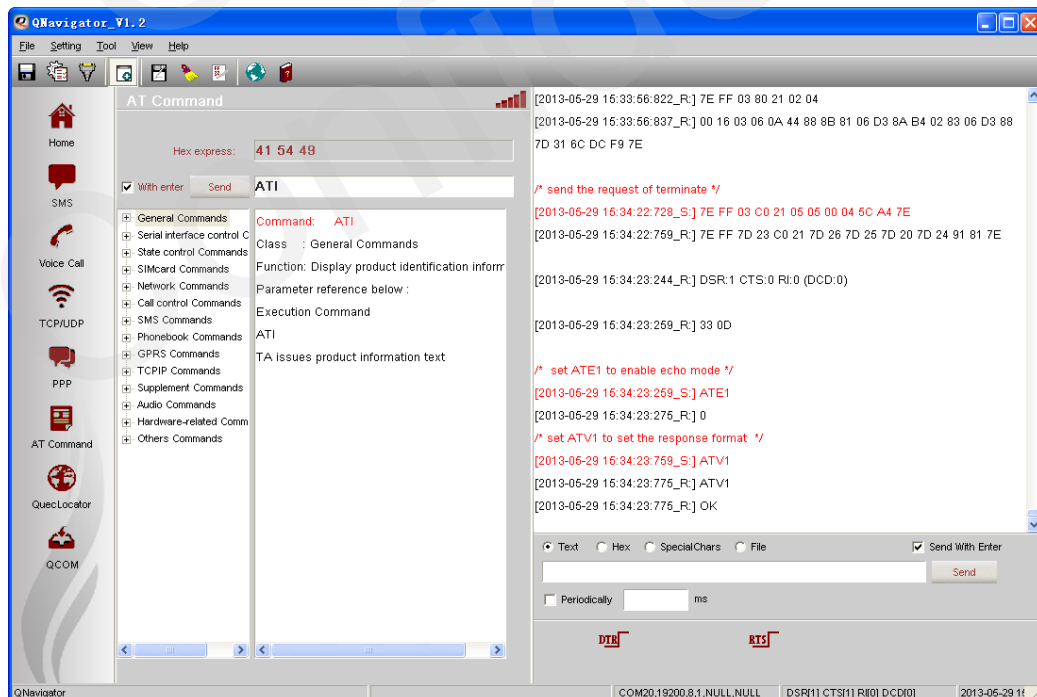 QNavigator_V1.2
File Setting Tool View Help
Home
SMS
Voice Call
TCP/UDP
PPP
AT Command
QuecLocator
QCOM
AT Command
Hex express: 41 54 49
With enter Send ATI
General Commands
Serial interface control C
State control Commands
SIMcard Commands
Network Commands
Call control Commands
SMS Commands
Phonebook Commands
GPRS Commands
TCPIP Commands
Supplement Commands
Audio Commands
Hardware-related Comm
Others Commands
Command: ATI
Class : General Commands
Function: Display product identification inform
Parameter reference below :
Execution Command
ATI
TA issues product information text
[2013-05-29 15:33:56:822_R:] 7E FF 03 80 21 02 04
[2013-05-29 15:33:56:837_R:] 00 16 03 06 0A 44 88 8B 81 06 D3 8A B4 02 83 06 D3 88
7D 31 6C DC F9 7E
/* send the request of terminate */
[2013-05-29 15:34:22:728_S:] 7E FF 03 C0 21 05 05 00 04 5C A4 7E
[2013-05-29 15:34:22:759_R:] 7E FF 7D 23 C0 21 7D 26 7D 25 7D 20 7D 24 91 81 7E
[2013-05-29 15:34:23:244_R:] DSR:1 CTS:0 RI:0 (DCD:0)
[2013-05-29 15:34:23:259_R:] 33 0D
/* set ATE1 to enable echo mode */
[2013-05-29 15:34:23:259_S:] ATE1
[2013-05-29 15:34:23:275_R:] 0
/* set ATV1 to set the response format */
[2013-05-29 15:34:23:759_S:] ATV1
[2013-05-29 15:34:23:775_R:] ATV1
[2013-05-29 15:34:23:775_R:] OK
Text Hex SpecialChars File Send With Enter
Send
Periodically ms
DTR RTS
QNavigator COM20,19200,8,1,NULL,NULL DSR[1] CTS[1] RI[0] DCD[0] 2013-05-29